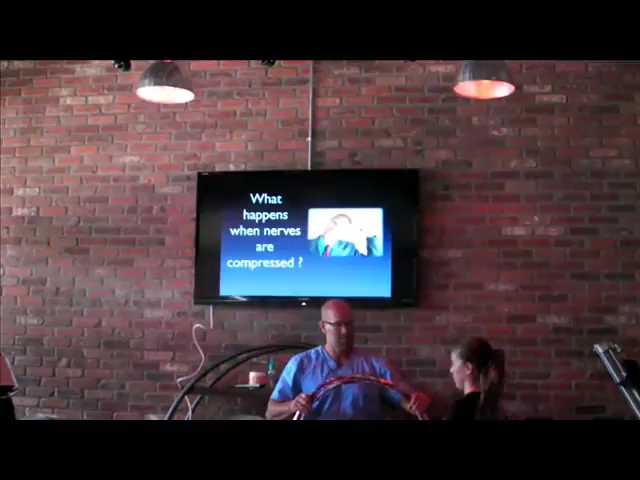 What
happens
when nerves
are
compressed ?